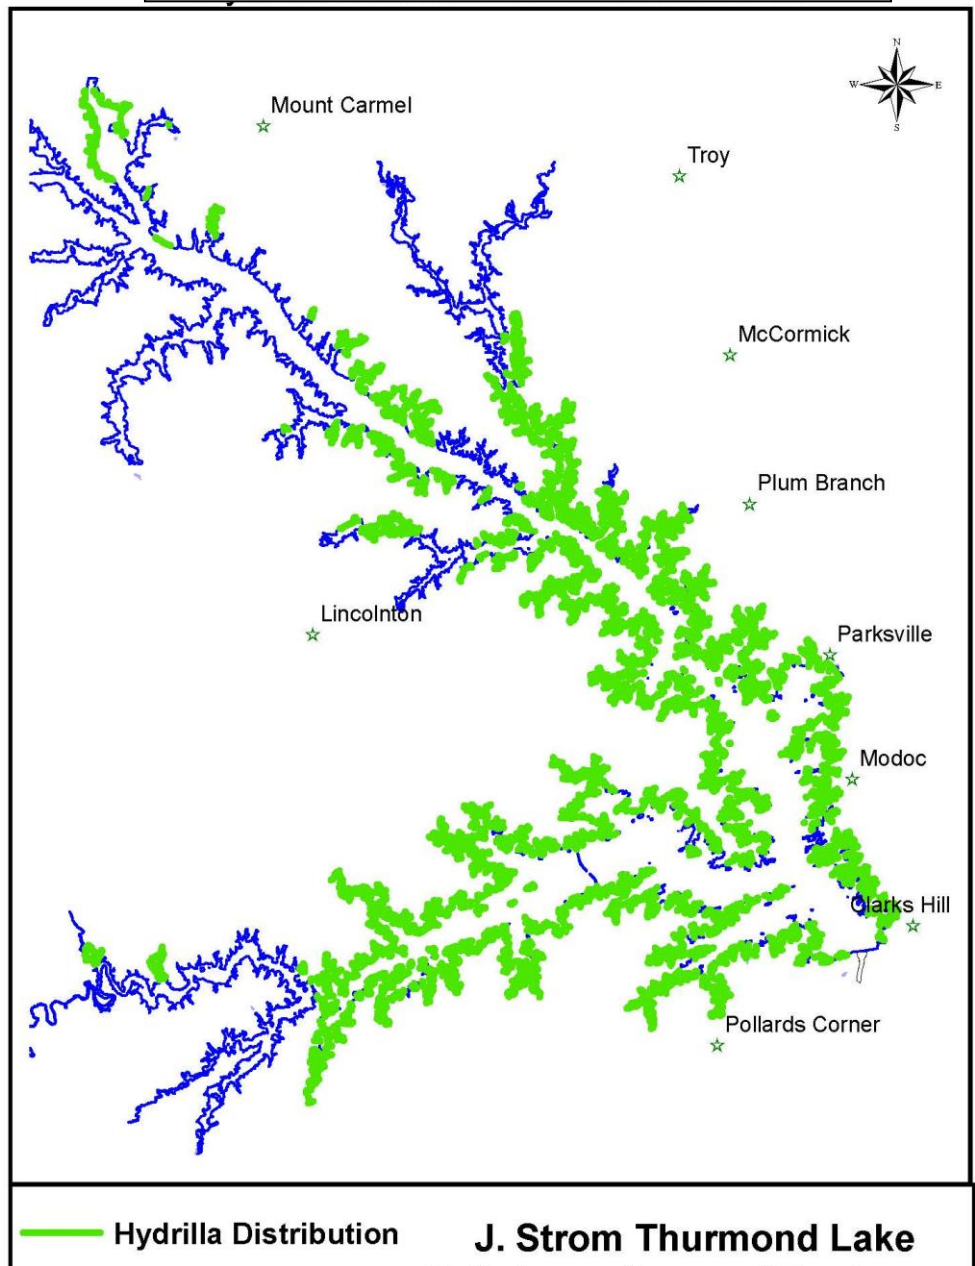 N
W E
S
Mount Carmel
Troy
McCormick
Plum Branch
Lincolnton
Parksville
Modoc
Clarks Hill
Pollards Corner
Hydrilla Distribution
J. Strom Thurmond Lake